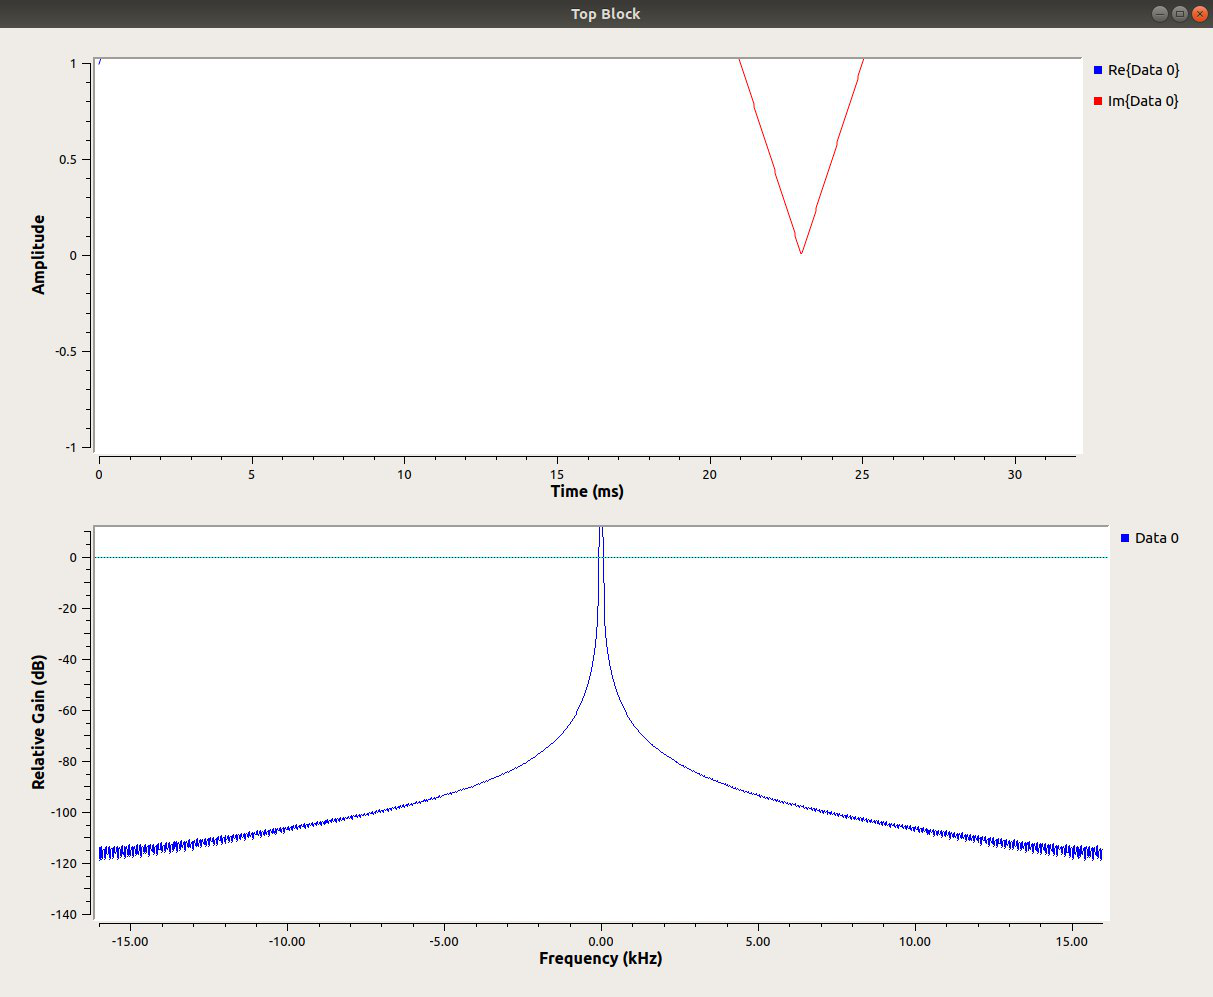 Top Block
Re{Data 0}
Im{Data 0}
Amplitude
1
0.5
0
-0.5
-1
0 5 10 15 20 25 30
Time (ms)
Data 0
Relative Gain (dB)
0
-20
-40
-60
-80
-100
-120
-140
-15.00 -10.00 -5.00 0.00 5.00 10.00 15.00
Frequency (kHz)